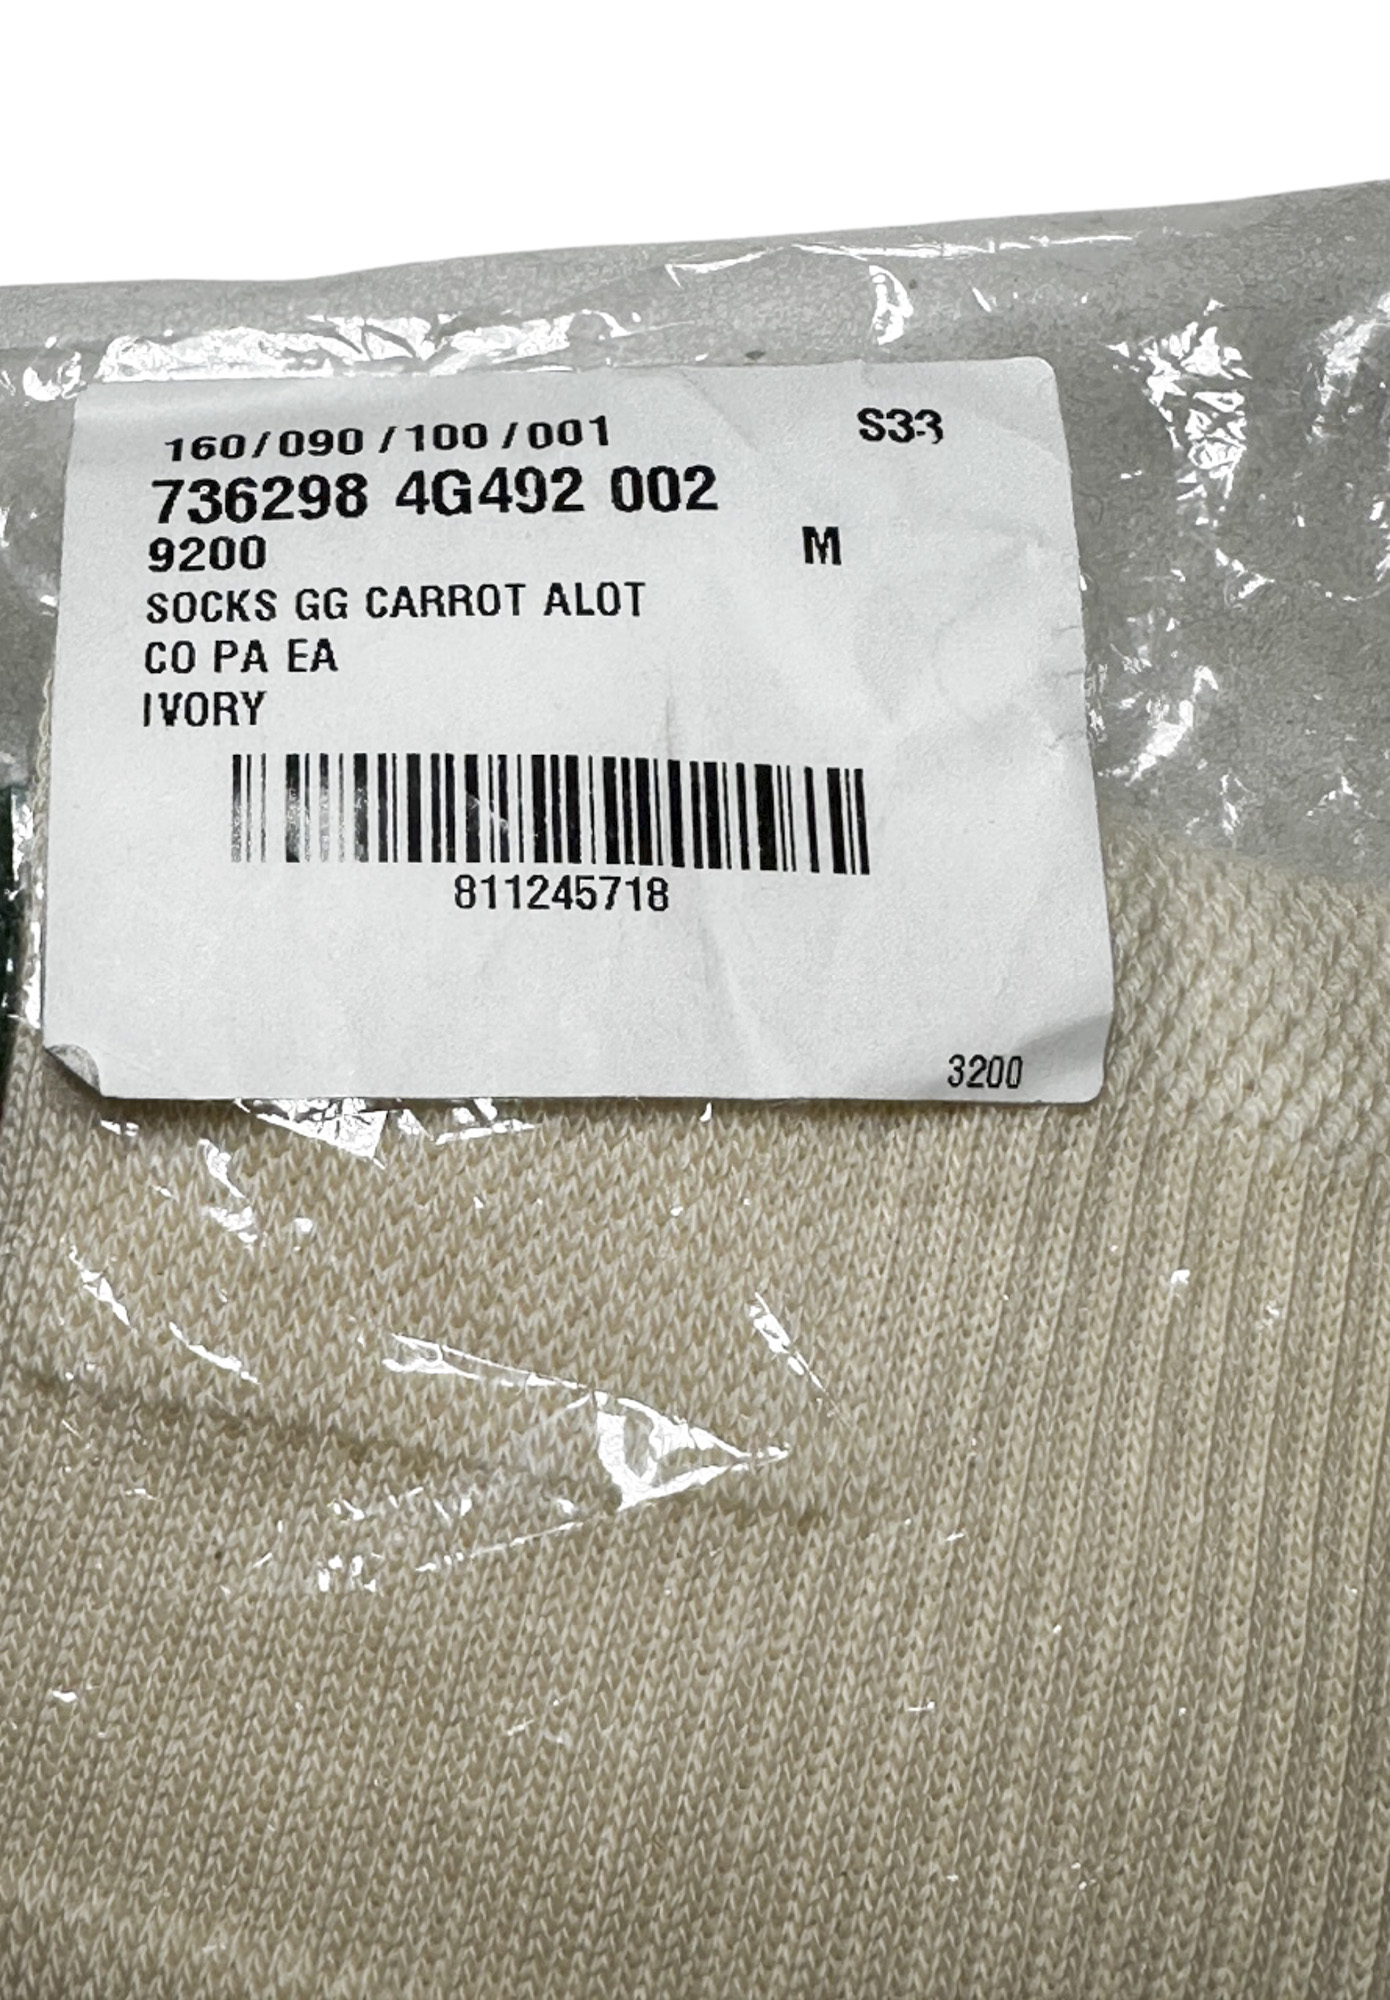 160/090/100/001 S33
736298 4G492 002
9200 M
SOCKS GG CARROT ALOT
CO PA EA
IVORY
811245718
3200